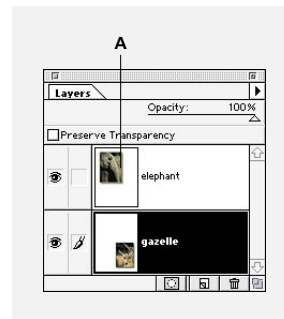 A
Layers
Opacity: 100%
Preserve Transparency
elephant
gazelle